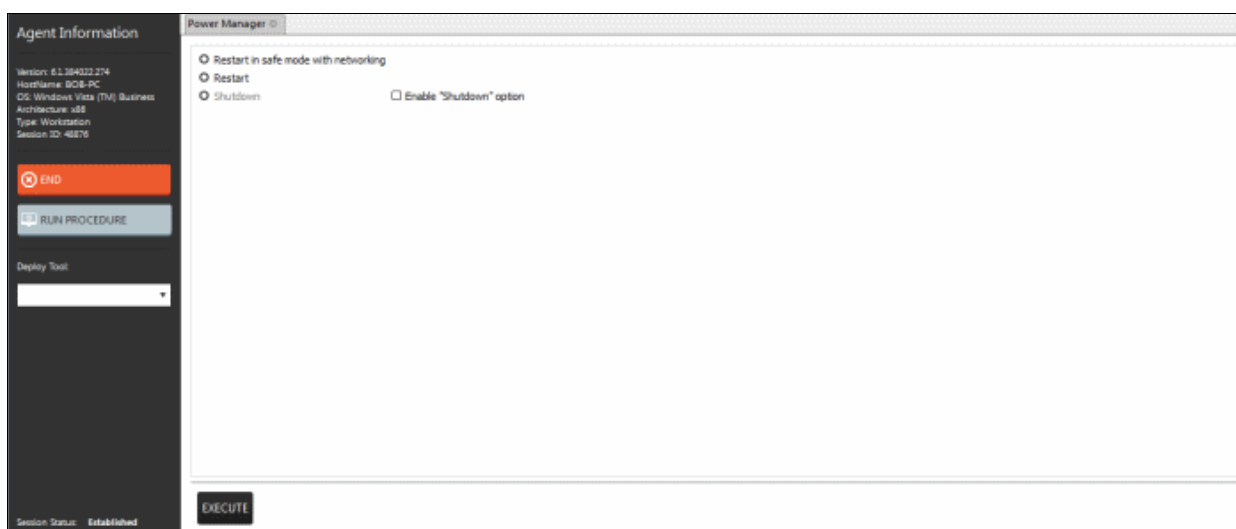 Agent Information
Version: 6.1.384022.274
HostName: BOB-PC
OS: Windows Vista (TM) Business
Architecture: x86
Type: Workstation
Session ID: 48876
END
RUN PROCEDURE
Deploy Tool:
Session Status: Established
Power Manager
Restart in safe mode with networking
Restart
Shutdown Enable "Shutdown" option
EXECUTE